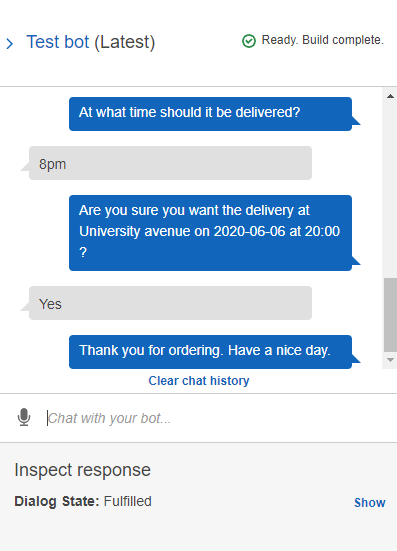 Test bot (Latest)
Ready. Build complete.
At what time should it be delivered?
8pm
Are you sure you want the delivery at
University avenue on 2020-06-06 at 20:00
?
Yes
Thank you for ordering. Have a nice day.
Clear chat history
Chat with your bot...
Inspect response
Dialog State: Fulfilled
Show